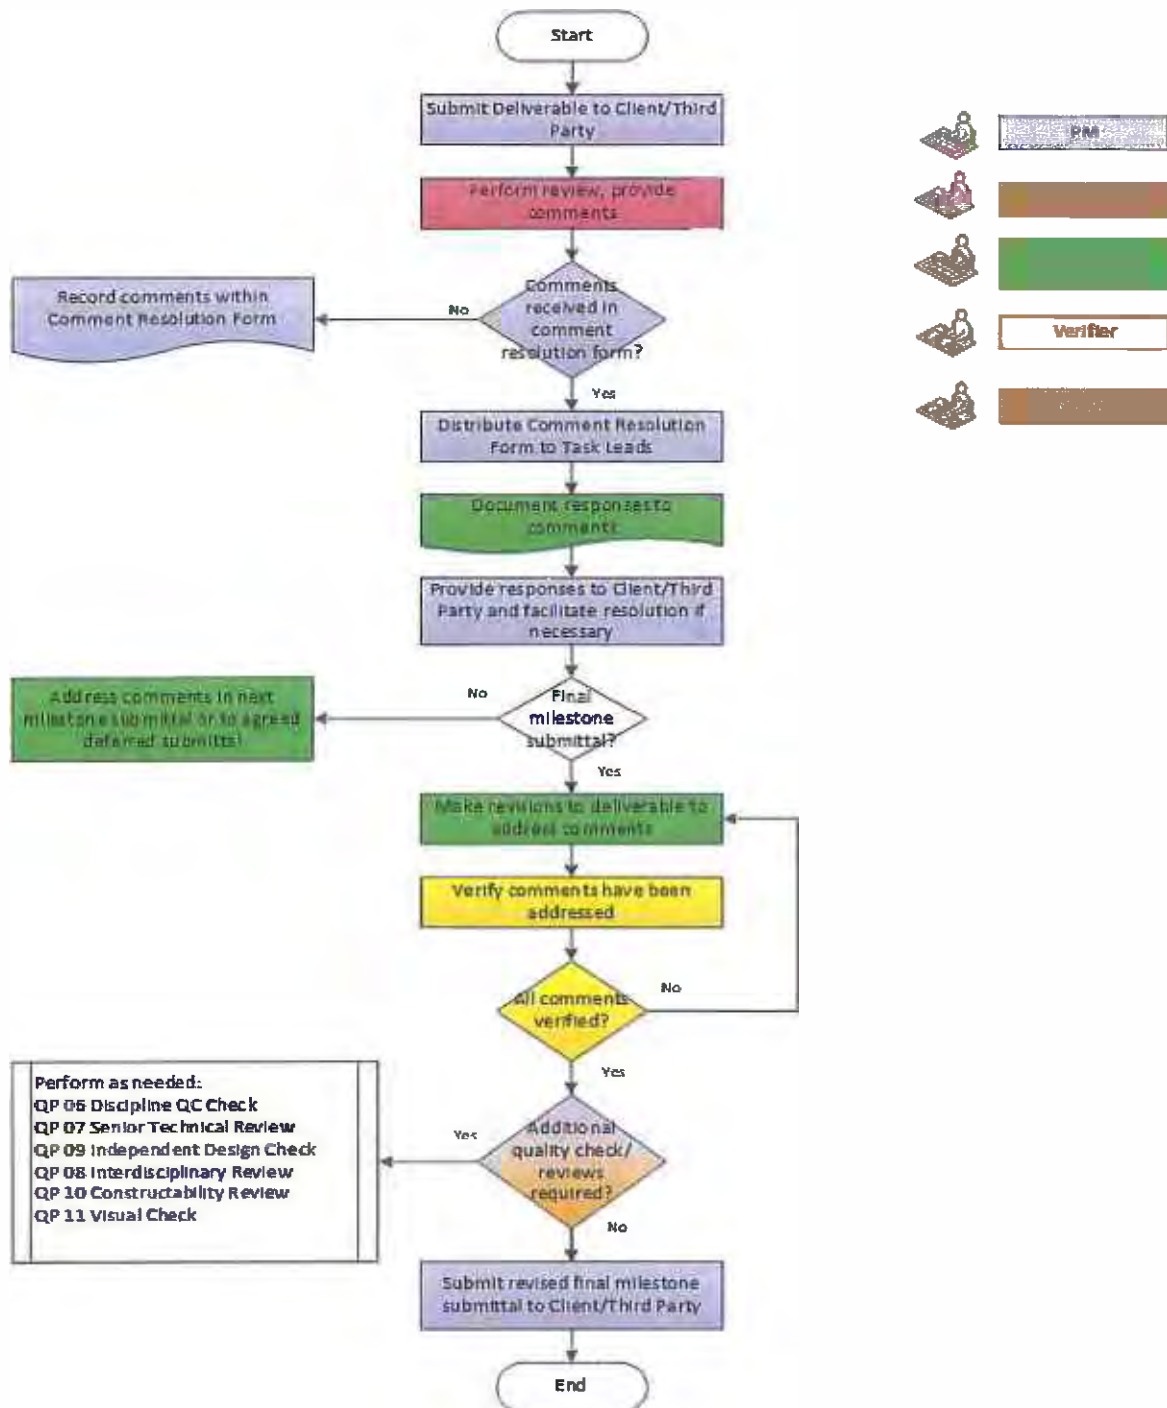 Start
Submit Deliverable to Client/Third
Party
PM
Perform review, provide
comments
Comments
received in
comment
resolution form?
No
Record comments within
Comment Resolution Form
Verifier
Yes
Distribute Comment Resolution
Form to Task Leads
Document responses to
comments
Provide responses to Client/Third
Party and facilitate resolution if
necessary
Final
milestone
submittal?
No
Address comments in next
milestone submittal or to agreed
deferred submittal
Yes
Make revisions to deliverable to
address comments
Verify comments have been
addressed
All comments
verified?
No
Yes
Additional
quality check/
reviews
required?
Yes
Perform as needed:
QP 06 Discipline QC Check
QP 07 Senior Technical Review
QP 09 Independent Design Check
QP 08 Interdisciplinary Review
QP 10 Constructability Review
QP 11 Visual Check
No
Submit revised final milestone
submittal to Client/Third Party
End